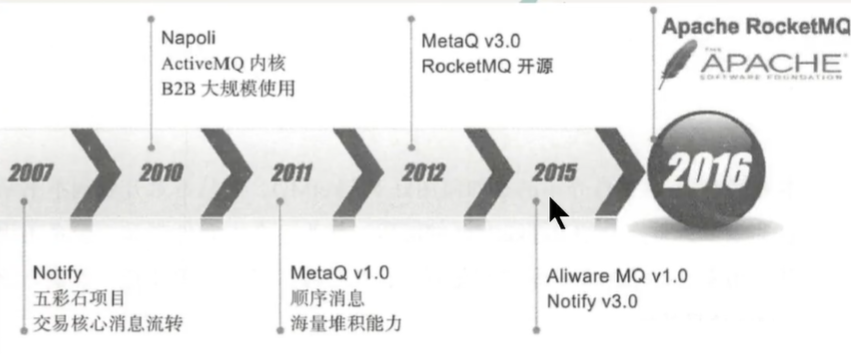 Napoli
ActiveMQ 内核
B2B 大规模使用
MetaQ v3.0
RocketMQ 开源
Apache RocketMQ
THE
APACHE
SOFTWARE FOUNDATION
2007
2010
2011
2012
2015
2016
Notify
五彩石项目
交易核心消息流转
MetaQ v1.0
顺序消息
海量堆积能力
Aliware MQ v1.0
Notify v3.0